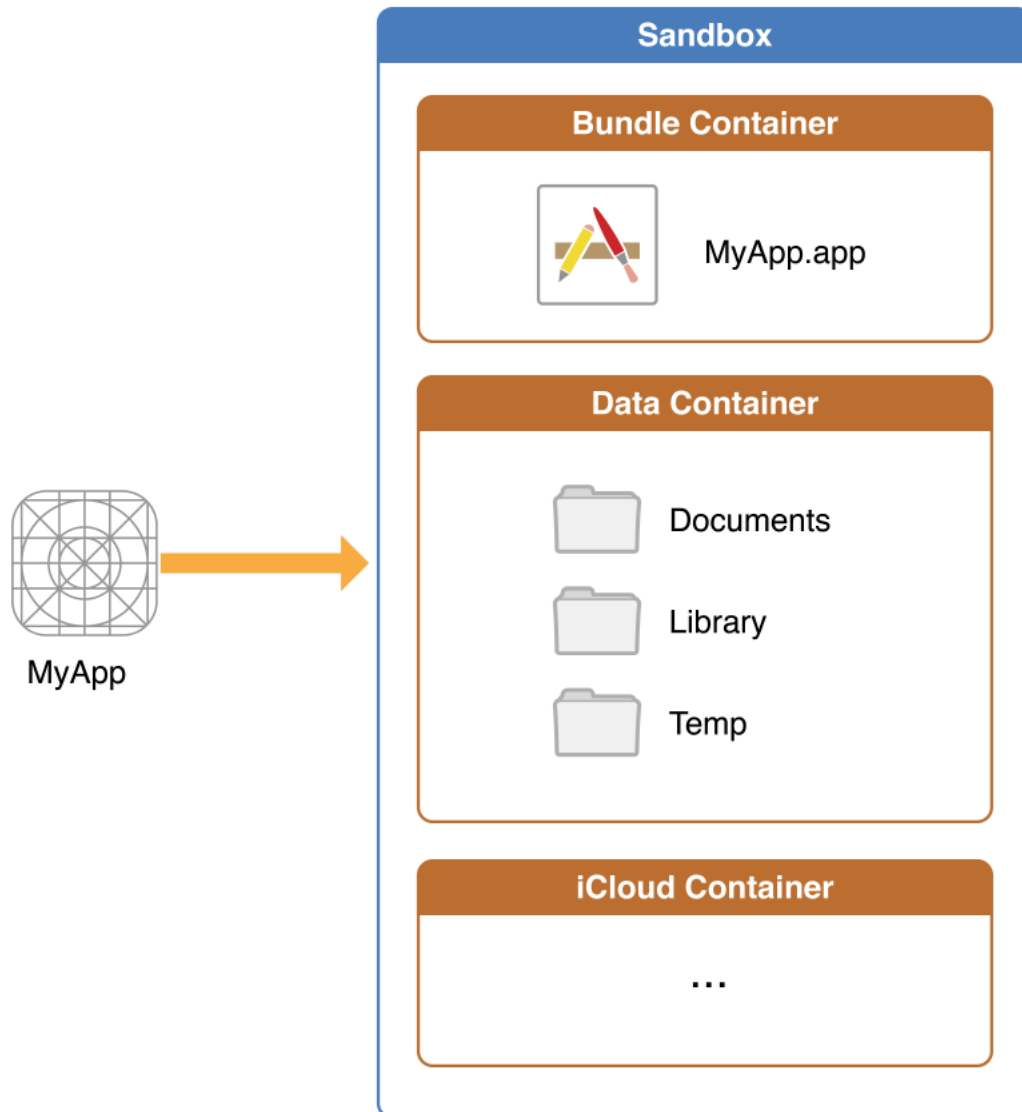 Sandbox
Bundle Container
MyApp.app
Data Container
Documents
Library
Temp
MyApp
iCloud Container
...